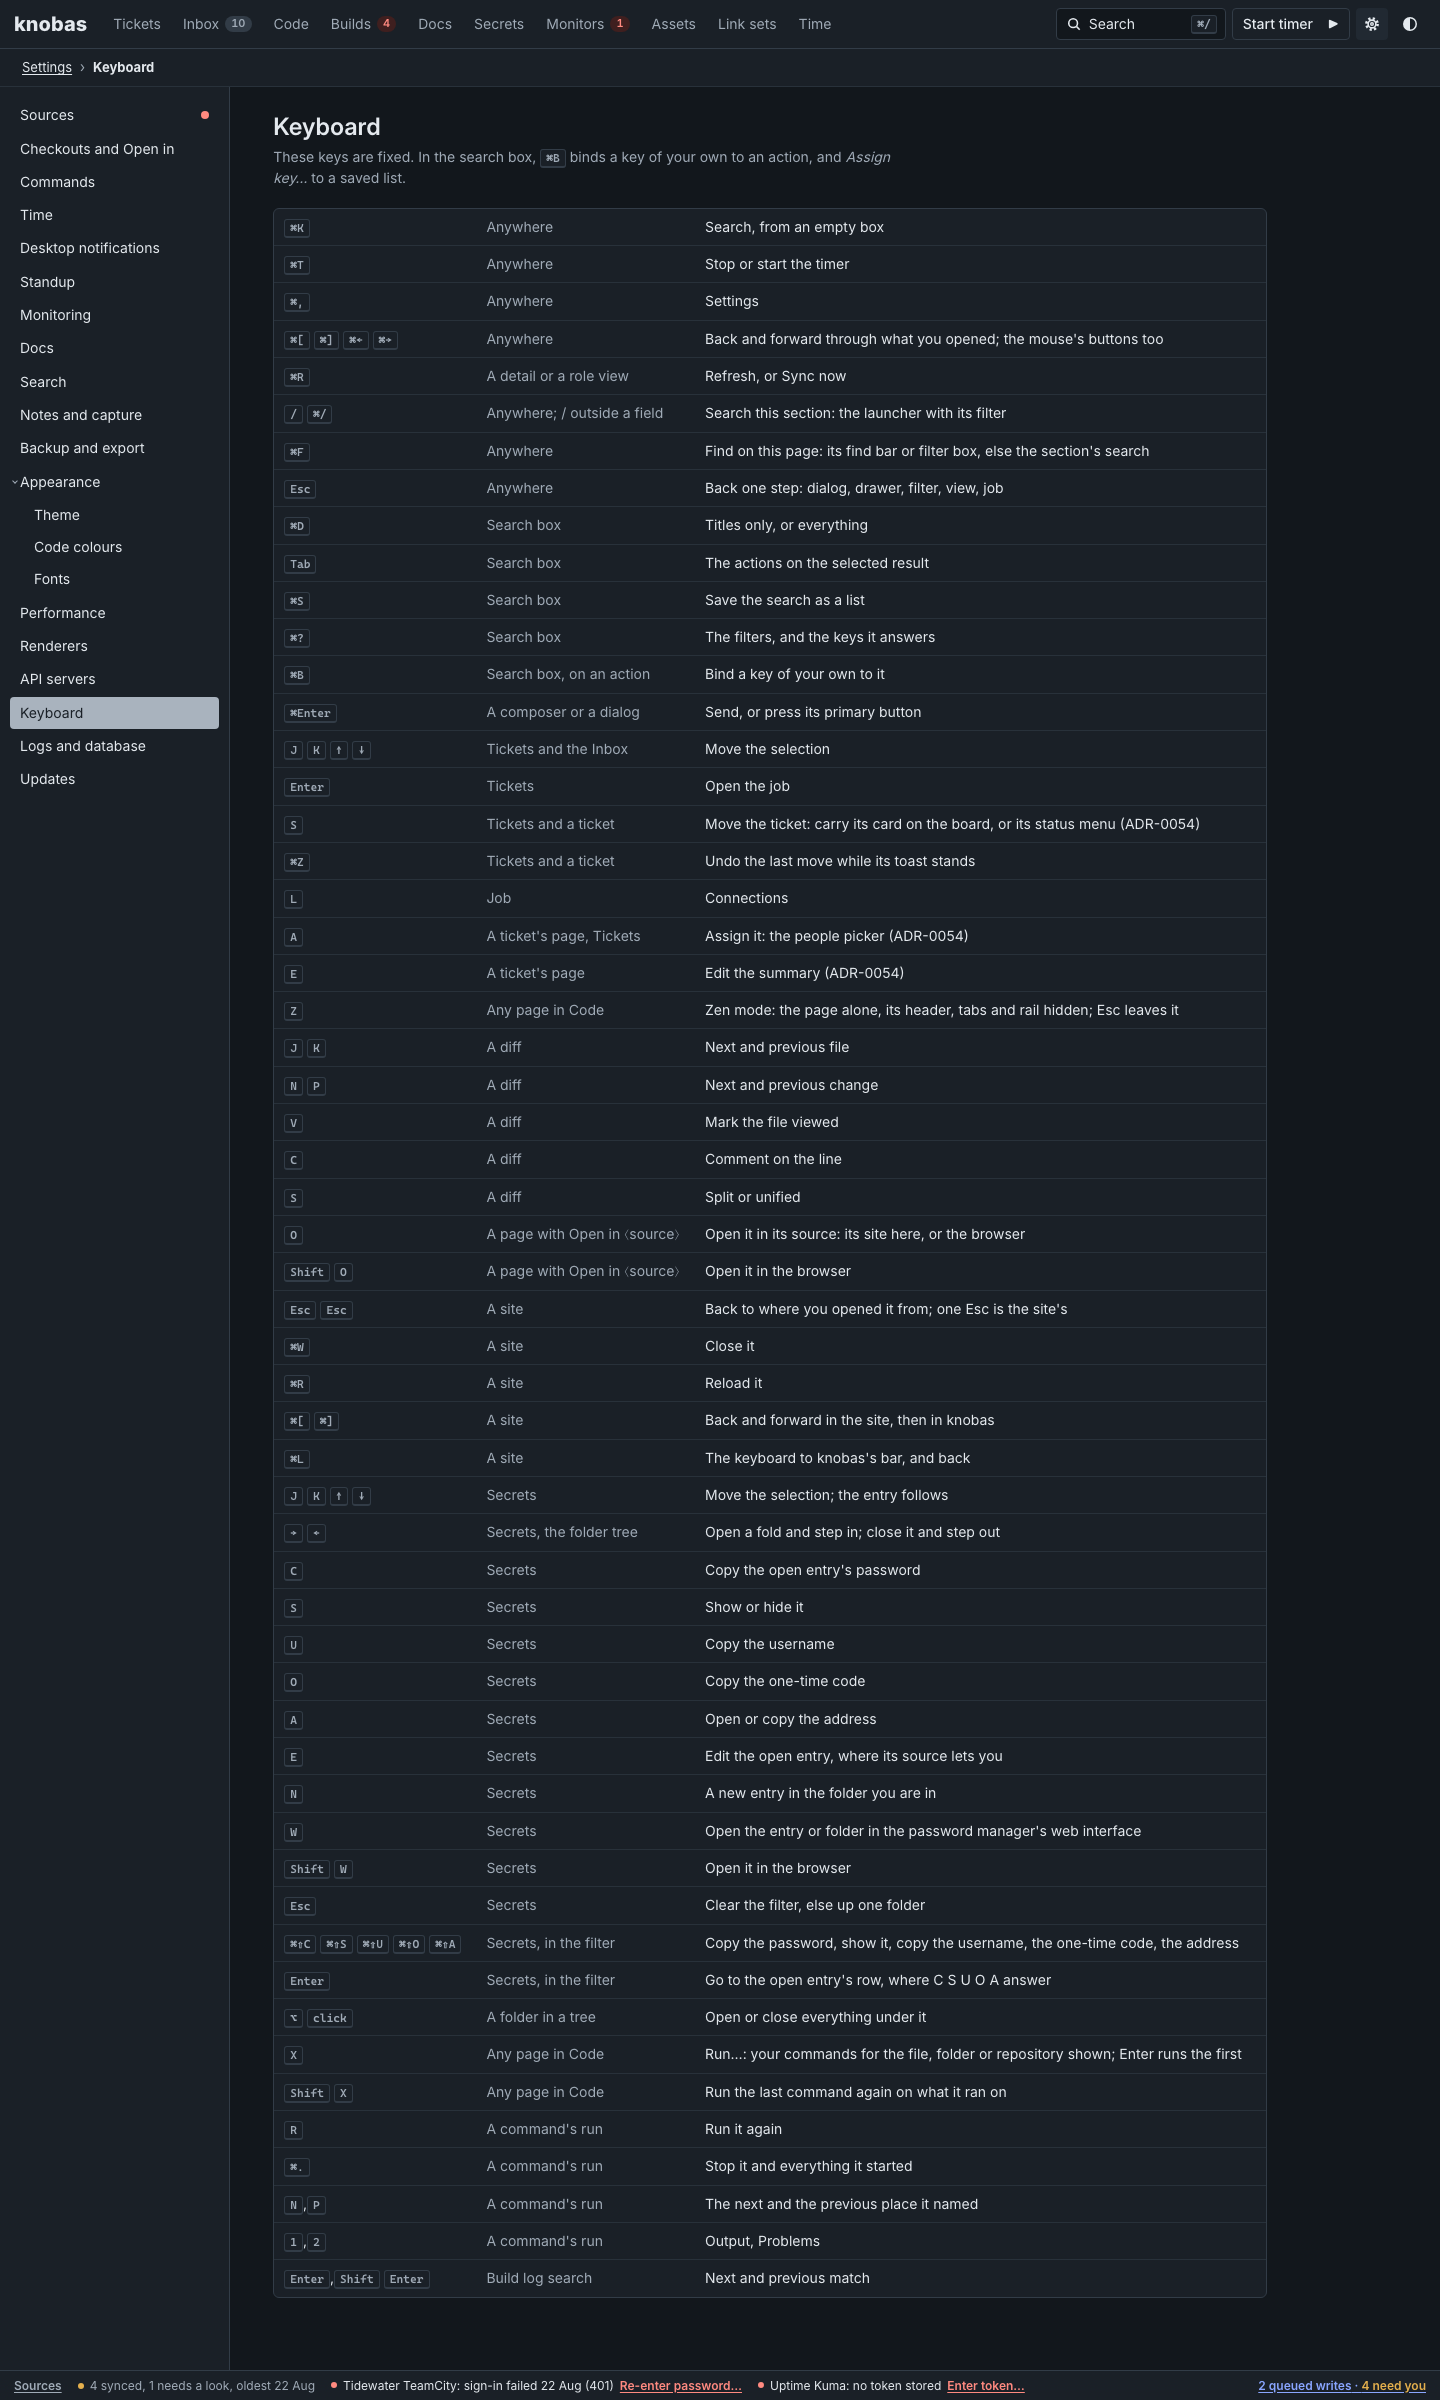 knobas Tickets Inbox 10 Code Builds 4 Docs Secrets Monitors 1 Assets Link sets Time Search ⌘/ Start timer
Settings › Keyboard
Sources
Checkouts and Open in
Commands
Time
Desktop notifications
Standup
Monitoring
Docs
Search
Notes and capture
Backup and export
Appearance
Theme
Code colours
Fonts
Performance
Renderers
API servers
Keyboard
Logs and database
Updates
Keyboard
These keys are fixed. In the search box, ⌘B binds a key of your own to an action, and Assign
key… to a saved list.
⌘K Anywhere Search, from an empty box
⌘T Anywhere Stop or start the timer
⌘, Anywhere Settings
⌘[ ⌘] ⌘← ⌘→ Anywhere Back and forward through what you opened; the mouse's buttons too
⌘R A detail or a role view Refresh, or Sync now
/ ⌘/ Anywhere; / outside a field Search this section: the launcher with its filter
⌘F Anywhere Find on this page: its find bar or filter box, else the section's search
Esc Anywhere Back one step: dialog, drawer, filter, view, job
⌘D Search box Titles only, or everything
Tab Search box The actions on the selected result
⌘S Search box Save the search as a list
⌘? Search box The filters, and the keys it answers
⌘B Search box, on an action Bind a key of your own to it
⌘Enter A composer or a dialog Send, or press its primary button
J K ↑ ↓ Tickets and the Inbox Move the selection
Enter Tickets Open the job
S Tickets and a ticket Move the ticket: carry its card on the board, or its status menu (ADR-0054)
⌘Z Tickets and a ticket Undo the last move while its toast stands
L Job Connections
A A ticket's page, Tickets Assign it: the people picker (ADR-0054)
E A ticket's page Edit the summary (ADR-0054)
Z Any page in Code Zen mode: the page alone, its header, tabs and rail hidden; Esc leaves it
J K A diff Next and previous file
N P A diff Next and previous change
V A diff Mark the file viewed
C A diff Comment on the line
S A diff Split or unified
O A page with Open in 〈source〉 Open it in its source: its site here, or the browser
Shift O A page with Open in 〈source〉 Open it in the browser
Esc Esc A site Back to where you opened it from; one Esc is the site's
⌘W A site Close it
⌘R A site Reload it
⌘[ ⌘] A site Back and forward in the site, then in knobas
⌘L A site The keyboard to knobas's bar, and back
J K ↑ ↓ Secrets Move the selection; the entry follows
→ ← Secrets, the folder tree Open a fold and step in; close it and step out
C Secrets Copy the open entry's password
S Secrets Show or hide it
U Secrets Copy the username
O Secrets Copy the one-time code
A Secrets Open or copy the address
E Secrets Edit the open entry, where its source lets you
N Secrets A new entry in the folder you are in
W Secrets Open the entry or folder in the password manager's web interface
Shift W Secrets Open it in the browser
Esc Secrets Clear the filter, else up one folder
⌘⇧C ⌘⇧S ⌘⇧U ⌘⇧O ⌘⇧A Secrets, in the filter Copy the password, show it, copy the username, the one-time code, the address
Enter Secrets, in the filter Go to the open entry's row, where C S U O A answer
⌥ click A folder in a tree Open or close everything under it
X Any page in Code Run…: your commands for the file, folder or repository shown; Enter runs the first
Shift X Any page in Code Run the last command again on what it ran on
R A command's run Run it again
⌘. A command's run Stop it and everything it started
N , P A command's run The next and the previous place it named
1 , 2 A command's run Output, Problems
Enter , Shift Enter Build log search Next and previous match
Sources 4 synced, 1 needs a look, oldest 22 Aug Tidewater TeamCity: sign-in failed 22 Aug (401) Re-enter password… Uptime Kuma: no token stored Enter token… 2 queued writes · 4 need you